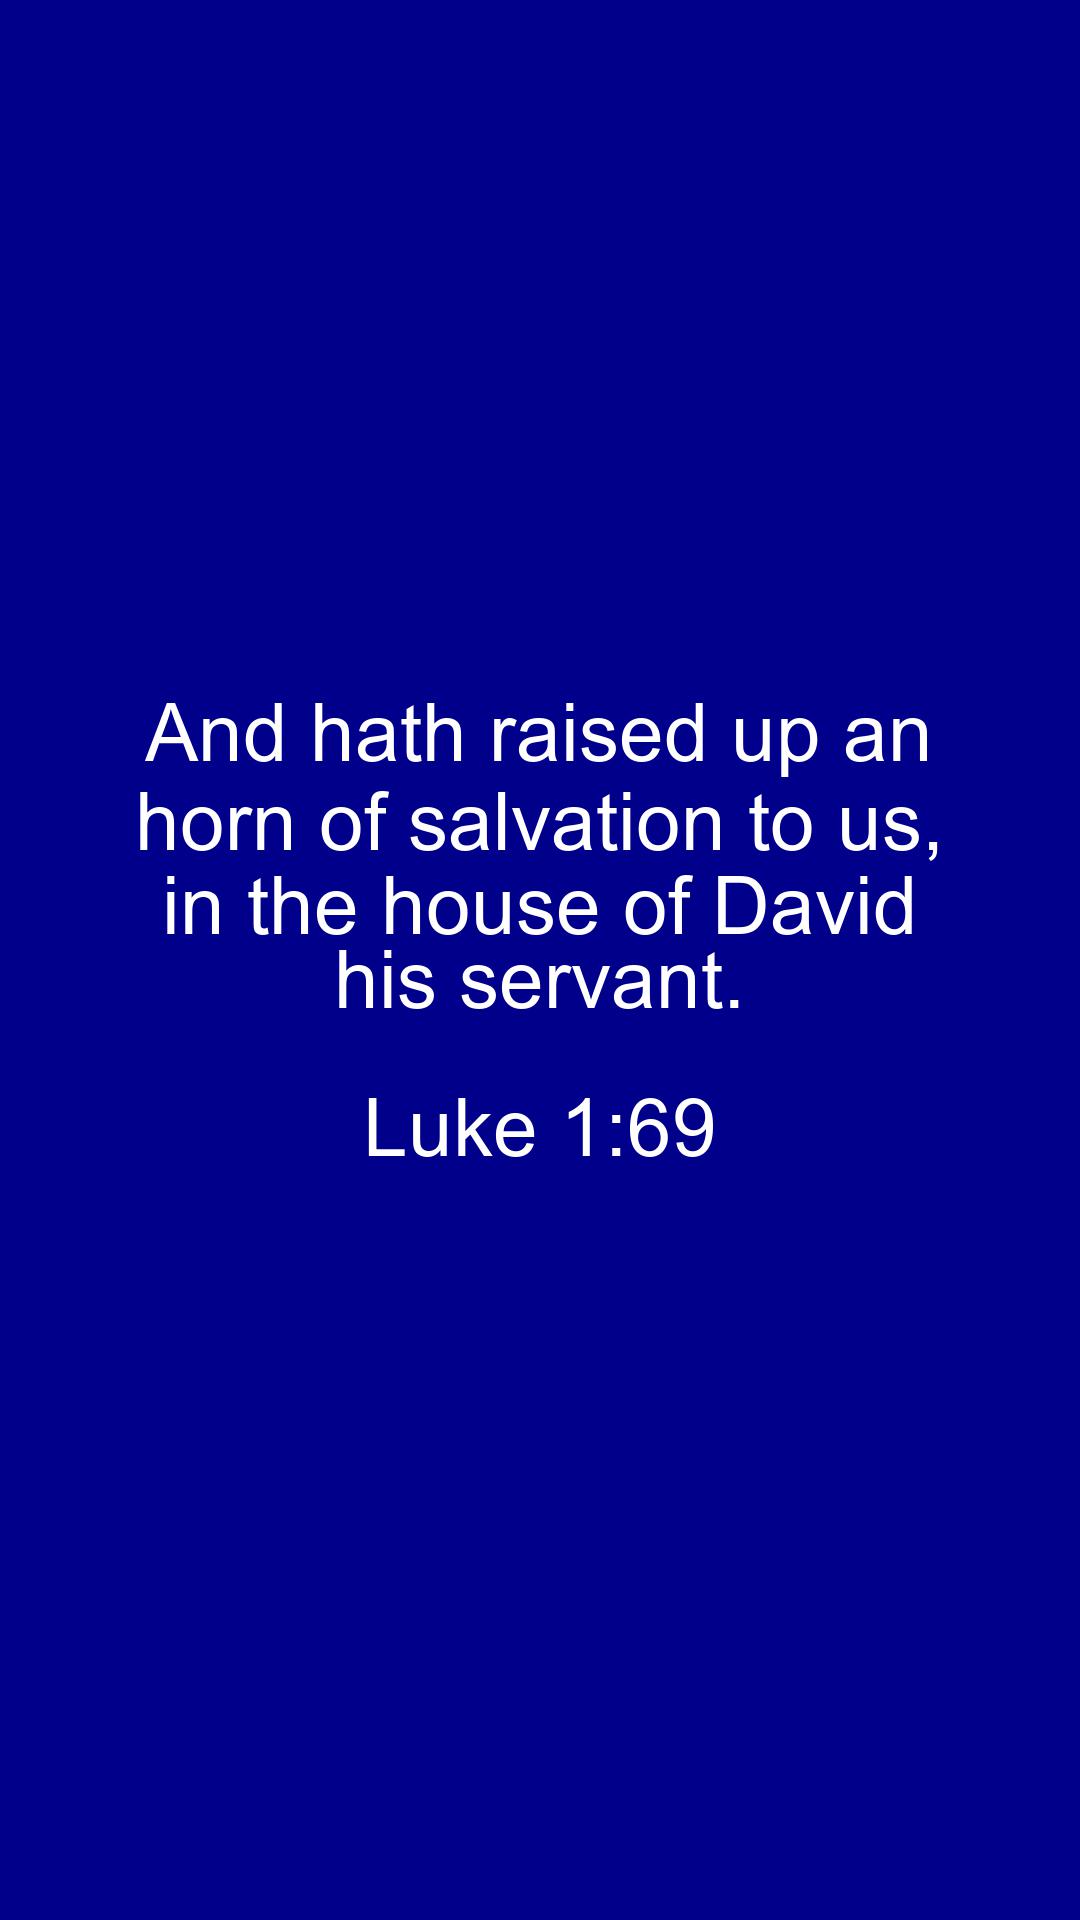 And hath raised up an
horn of salvation to us,
in the house of David
his servant.
Luke 1:69